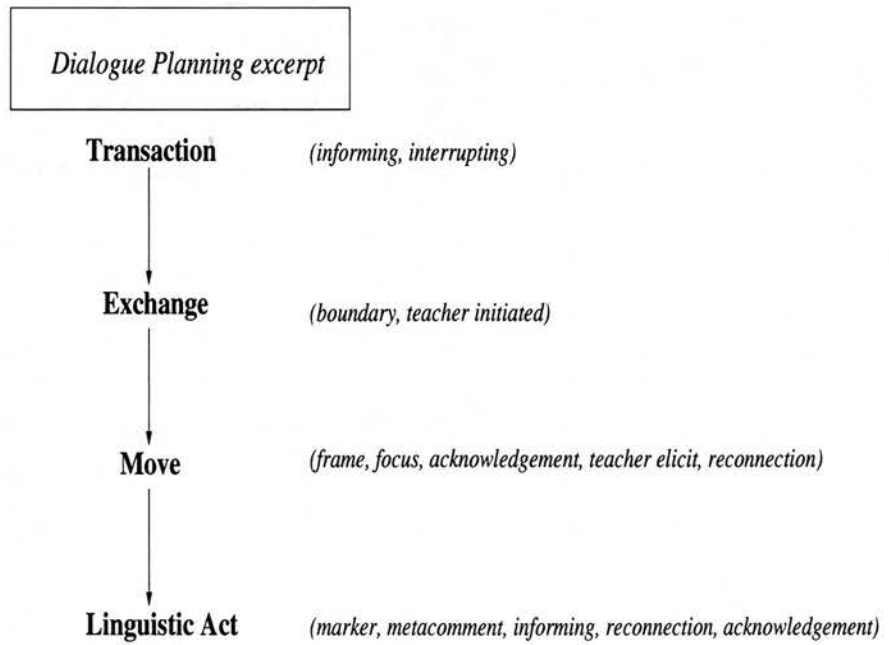 Dialogue Planning excerpt
Transaction (informing, interrupting)
Exchange (boundary, teacher initiated)
Move (frame, focus, acknowledgement, teacher elicit, reconnection)
Linguistic Act (marker, metacomment, informing, reconnection, acknowledgement)